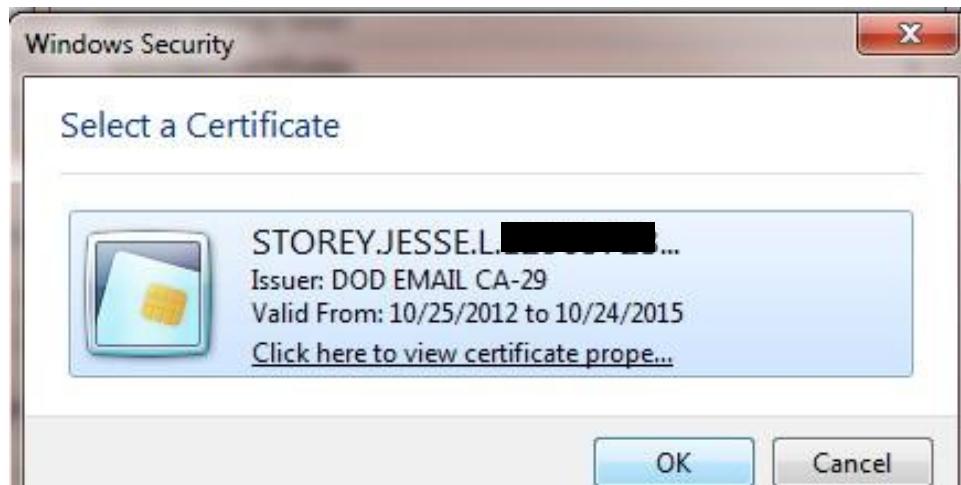 Windows Security
Select a Certificate
STOREY.JESSE.L.
Issuer: DOD EMAIL CA-29
Valid From: 10/25/2012 to 10/24/2015
Click here to view certificate prope...
OK Cancel